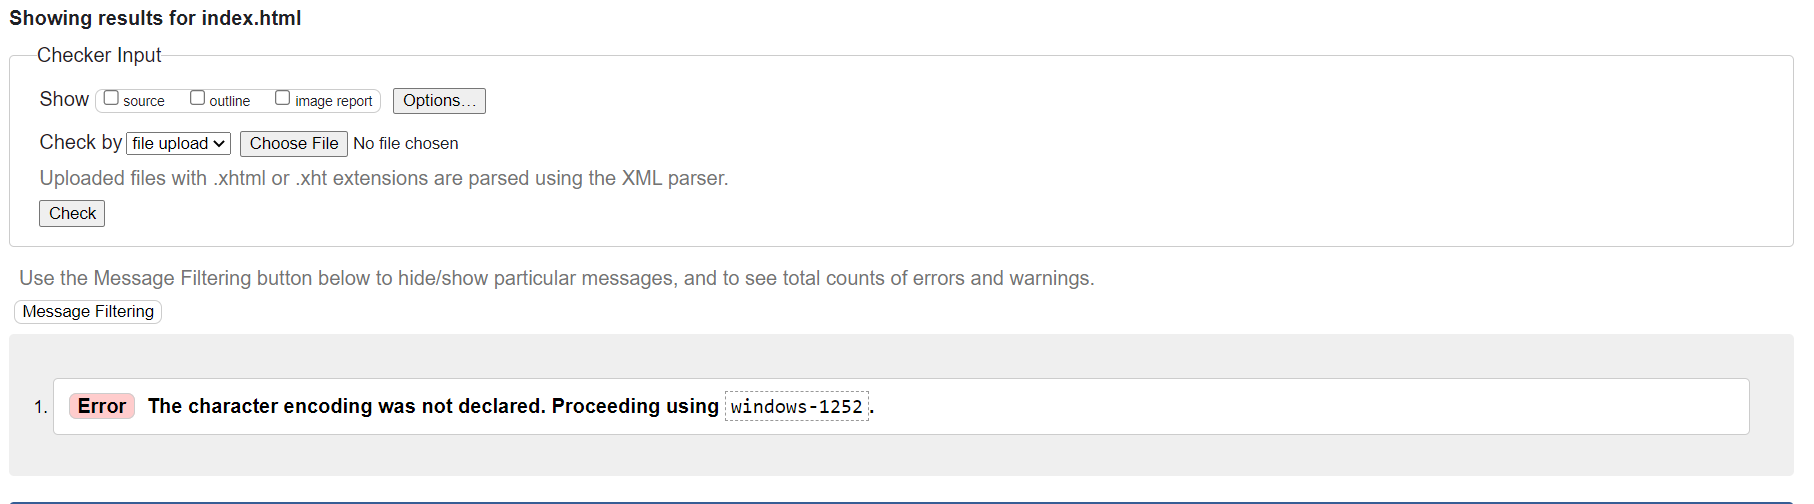 Showing results for index.html
Checker Input
Show source outline image report Options...
Check by file upload Choose File No file chosen
Uploaded files with .xhtml or .xht extensions are parsed using the XML parser.
Check
Use the Message Filtering button below to hide/show particular messages, and to see total counts of errors and warnings.
Message Filtering
1. Error The character encoding was not declared. Proceeding using windows-1252.